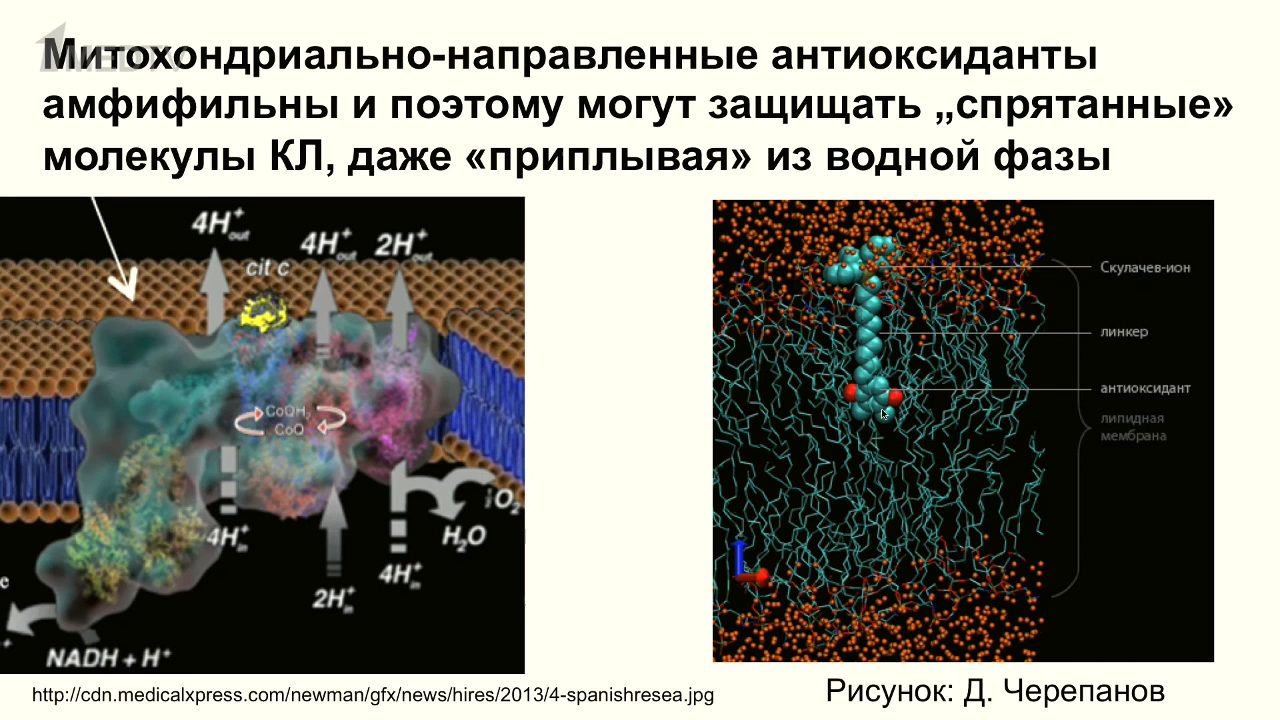 Митохондриально-направленные антиоксиданты
амфифильны и поэтому могут защищать „спрятанные»
молекулы КЛ, даже «приплывая» из водной фазы
4H⁺out
4H⁺out
2H⁺out
cit c
CoQH₂
CoQ
O₂
H₂O
4H⁺in
4H⁺in
2H⁺in
NADH + H⁺
Скулачев-ион
линкер
антиоксидант
липидная
мембрана
http://cdn.medicalxpress.com/newman/gfx/news/hires/2013/4-spanishresea.jpg
Рисунок: Д. Черепанов